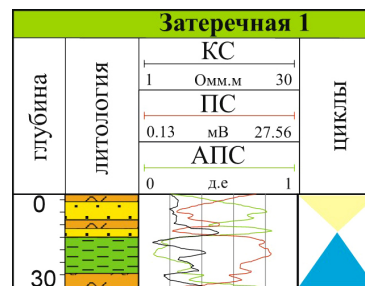 Затеречная 1
глубина
литология
КС
1 Омм.м 30
ПС
0.13 мВ 27.56
АПС
0 д.е 1
циклы
0
30